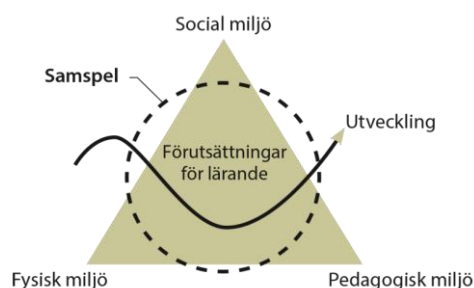 Social miljö
Samspel
Utveckling
Förutsättningar
för lärande
Fysisk miljö
Pedagogisk miljö